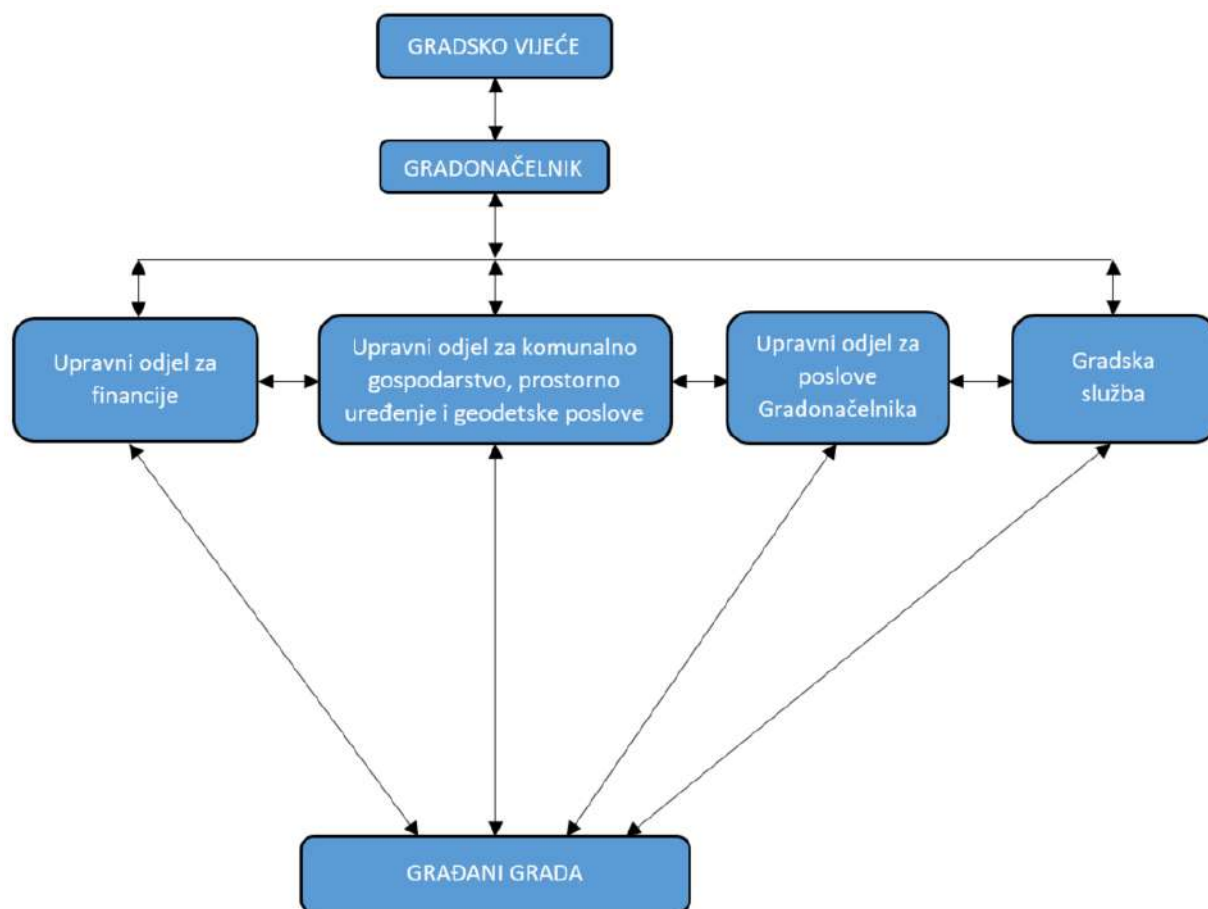 GRADSKO VIJEĆE
GRADONAČELNIK
Upravni odjel za
financije
Upravni odjel za komunalno
gospodarstvo, prostorno
uređenje i geodetske poslove
Upravni odjel za
poslove
Gradonačelnika
Gradska
služba
GRAĐANI GRADA